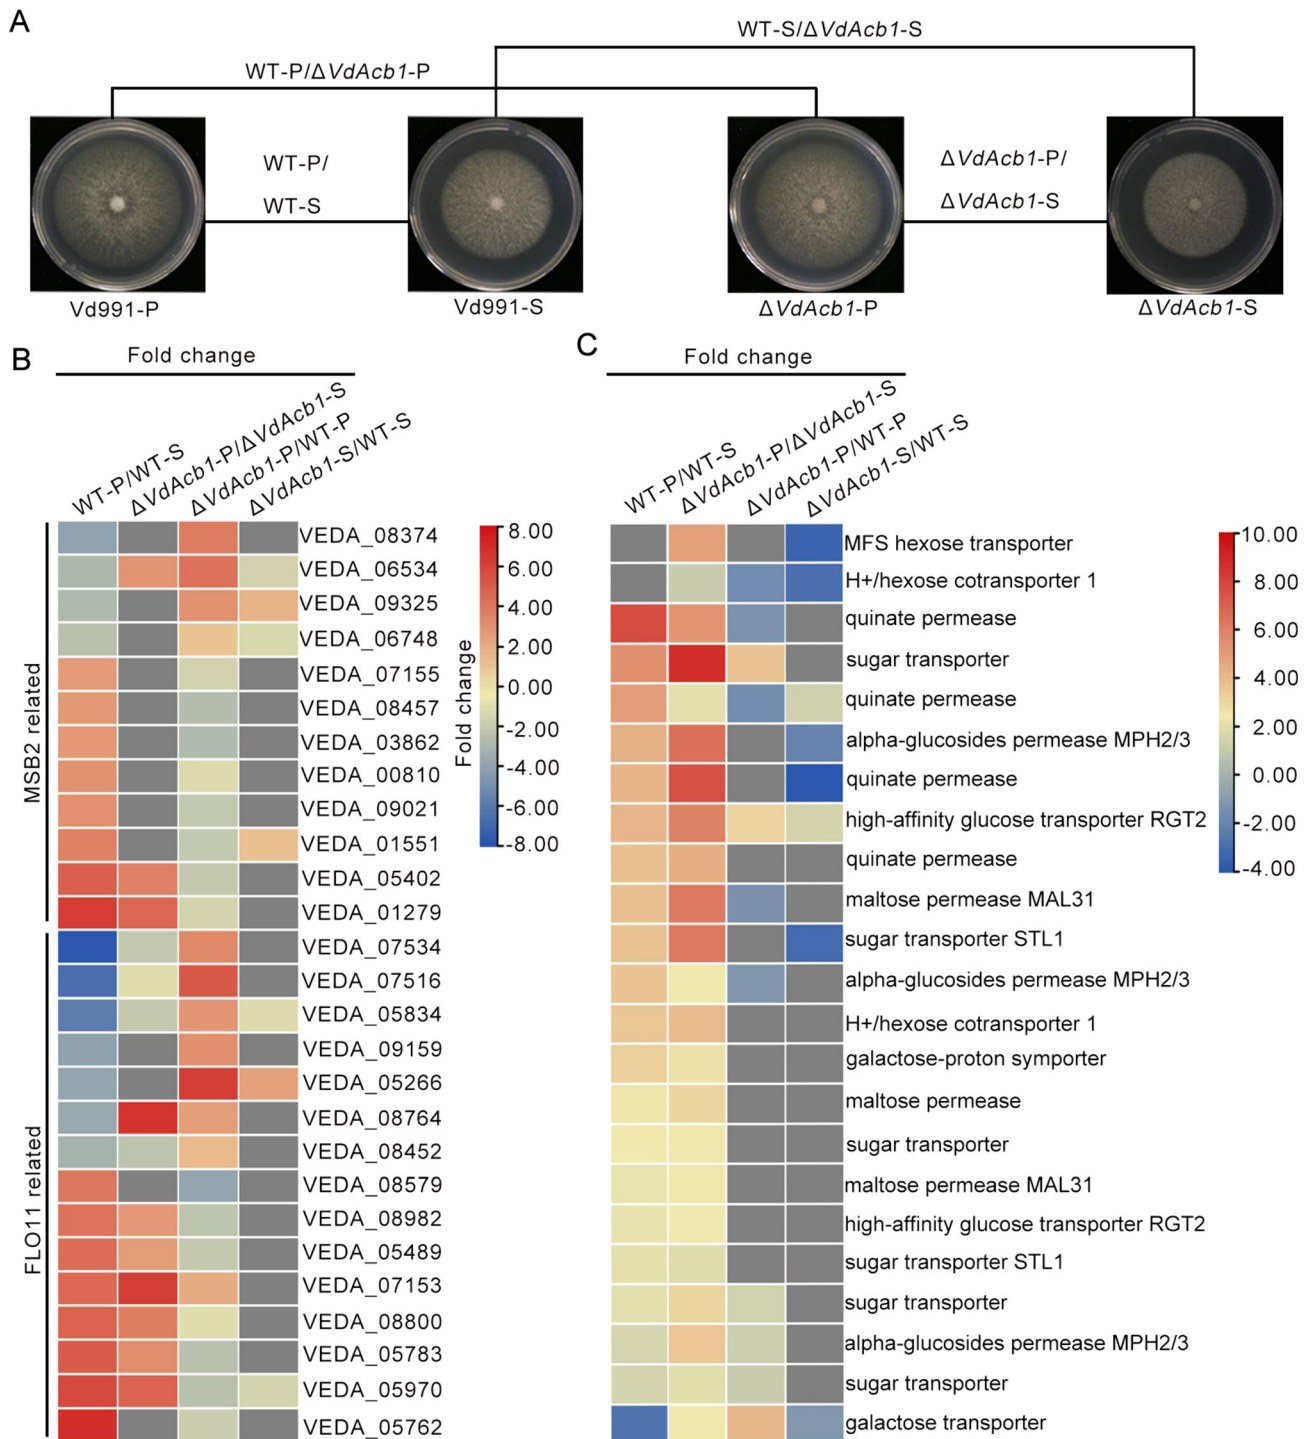 A
WT-S/ΔVdAcb1-S
WT-P/ΔVdAcb1-P
WT-P/
WT-S
ΔVdAcb1-P/
ΔVdAcb1-S
Vd991-P
Vd991-S
ΔVdAcb1-P
ΔVdAcb1-S
B
Fold change
WT-P/WT-S
ΔVdAcb1-P/ΔVdAcb1-S
ΔVdAcb1-P/WT-P
ΔVdAcb1-S/WT-S
MSB2 related
VEDA_08374
VEDA_06534
VEDA_09325
VEDA_06748
VEDA_07155
VEDA_08457
VEDA_03862
VEDA_00810
VEDA_09021
VEDA_01551
VEDA_05402
VEDA_01279
FLO11 related
VEDA_07534
VEDA_07516
VEDA_05834
VEDA_09159
VEDA_05266
VEDA_08764
VEDA_08452
VEDA_08579
VEDA_08982
VEDA_05489
VEDA_07153
VEDA_08800
VEDA_05783
VEDA_05970
VEDA_05762
Fold change
8.00
6.00
4.00
2.00
0.00
-2.00
-4.00
-6.00
-8.00
C
Fold change
WT-P/WT-S
ΔVdAcb1-P/ΔVdAcb1-S
ΔVdAcb1-P/WT-P
ΔVdAcb1-S/WT-S
MFS hexose transporter
H+/hexose cotransporter 1
quinate permease
sugar transporter
quinate permease
alpha-glucosides permease MPH2/3
quinate permease
high-affinity glucose transporter RGT2
quinate permease
maltose permease MAL31
sugar transporter STL1
alpha-glucosides permease MPH2/3
H+/hexose cotransporter 1
galactose-proton symporter
maltose permease
sugar transporter
maltose permease MAL31
high-affinity glucose transporter RGT2
sugar transporter STL1
sugar transporter
alpha-glucosides permease MPH2/3
sugar transporter
galactose transporter
10.00
8.00
6.00
4.00
2.00
0.00
-2.00
-4.00